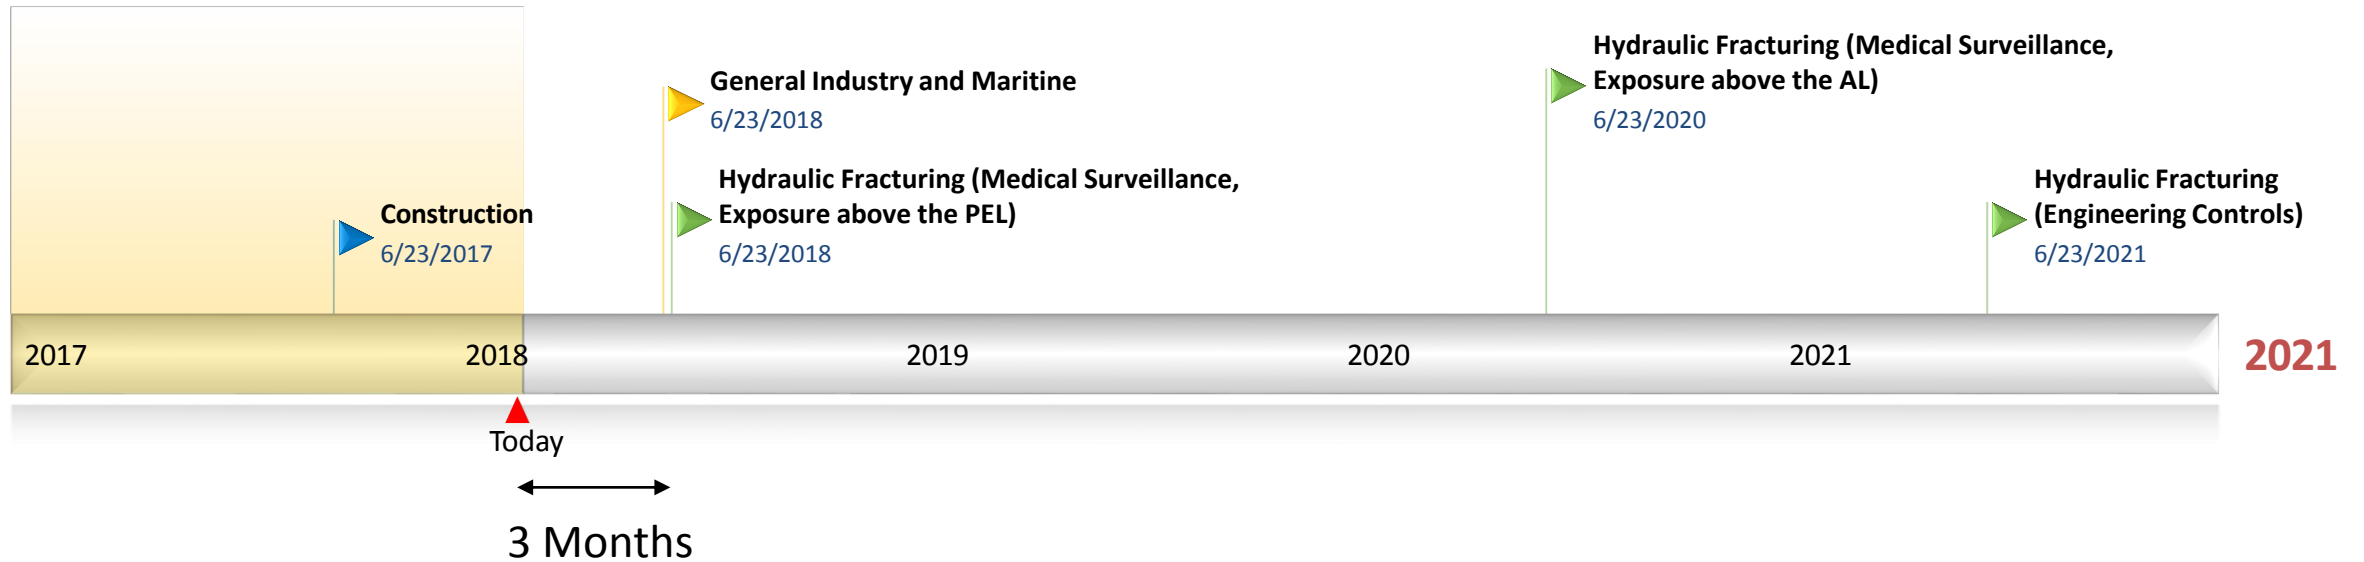 General Industry and Maritine
6/23/2018
Hydraulic Fracturing (Medical Surveillance,
Exposure above the AL)
6/23/2020
Construction
6/23/2017
Hydraulic Fracturing (Medical Surveillance,
Exposure above the PEL)
6/23/2018
Hydraulic Fracturing
(Engineering Controls)
6/23/2021
2017
2018
2019
2020
2021
2021
Today
3 Months